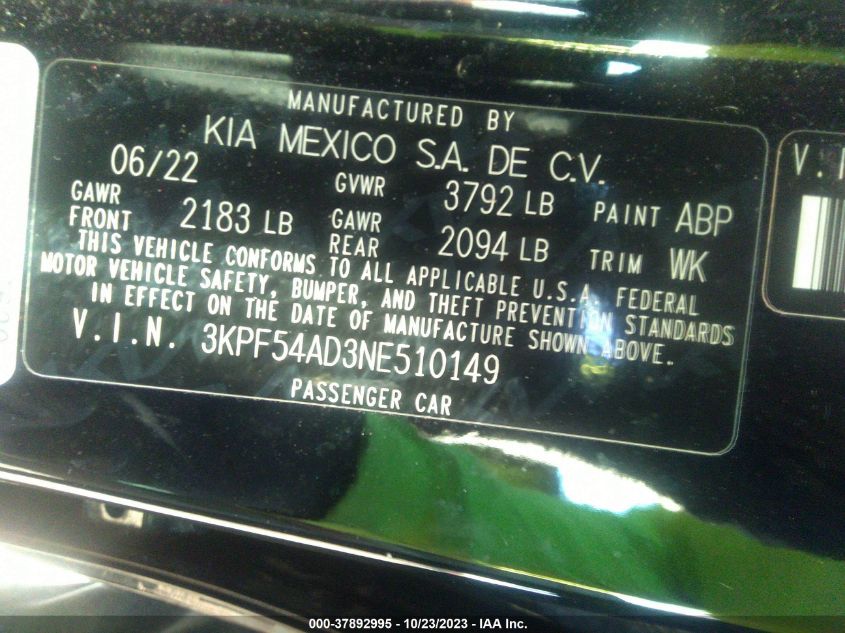 MANUFACTURED BY
KIA MEXICO S.A. DE C.V.
06/22 GVWR 3792 LB PAINT ABP
GAWR FRONT 2183 LB GAWR REAR 2094 LB TRIM WK
THIS VEHICLE CONFORMS TO ALL APPLICABLE U.S.A. FEDERAL
MOTOR VEHICLE SAFETY, BUMPER, AND THEFT PREVENTION STANDARDS
IN EFFECT ON THE DATE OF MANUFACTURE SHOWN ABOVE.
V.I.N. 3KPF54AD3NE510149
PASSENGER CAR
V.I
000-37892995 - 10/23/2023 - IAA Inc.